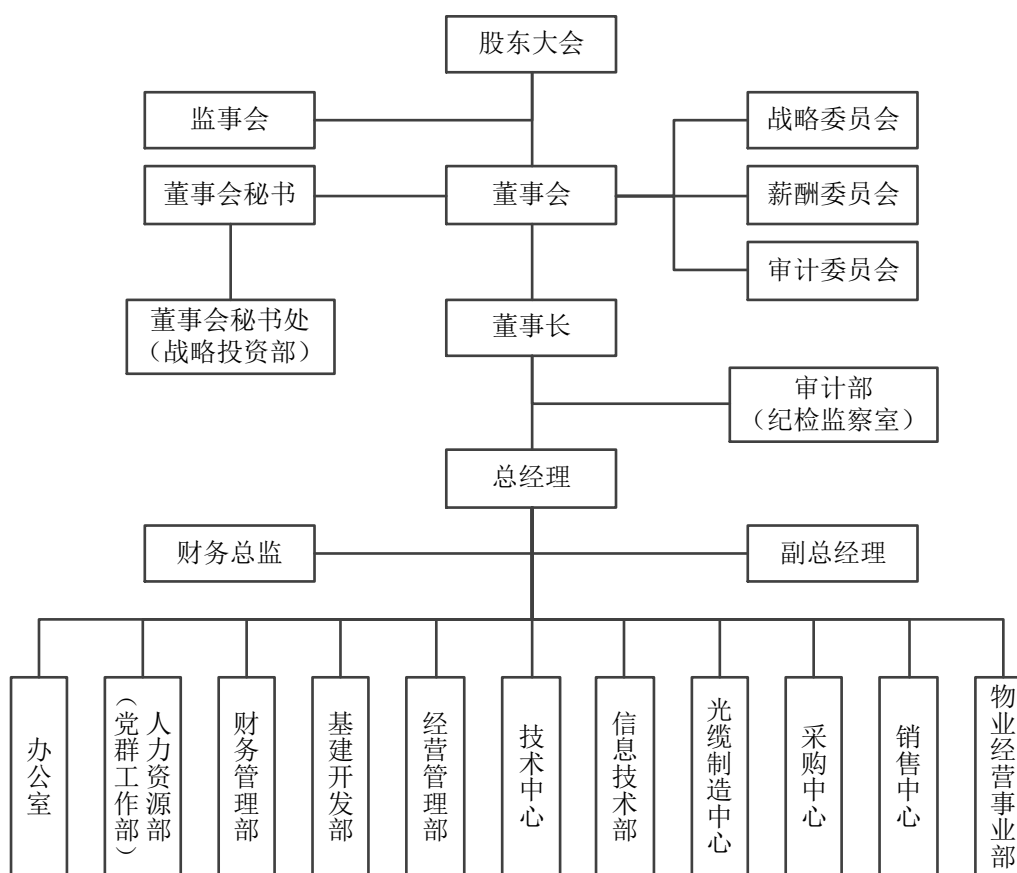 股东大会
监事会
战略委员会
董事会秘书
董事会
薪酬委员会
审计委员会
董事会秘书处
（战略投资部）
董事长
审计部
（纪检监察室）
总经理
财务总监
副总经理
办公室
人力资源部
（党群工作部）
财务管理部
基建开发部
经营管理部
技术中心
信息技术部
光缆制造中心
采购中心
销售中心
物业经营事业部